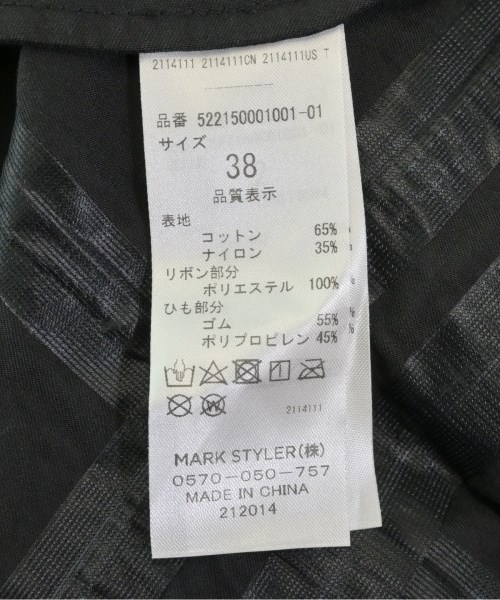 2114111 2114111CN 2114111US T
品番 522150001001-01
サイズ
38
品質表示
表地
コットン 65%
ナイロン 35%
リボン部分
ポリエステル 100%
ひも部分
ゴム 55%
ポリプロピレン 45%
W
2114111
MARK STYLER(株)
0570-050-757
MADE IN CHINA
212014